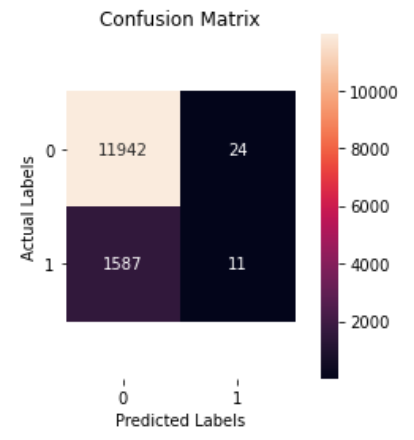 Confusion Matrix
0 11942 24
1 1587 11
0 1
Predicted Labels
Actual Labels
10000
8000
6000
4000
2000